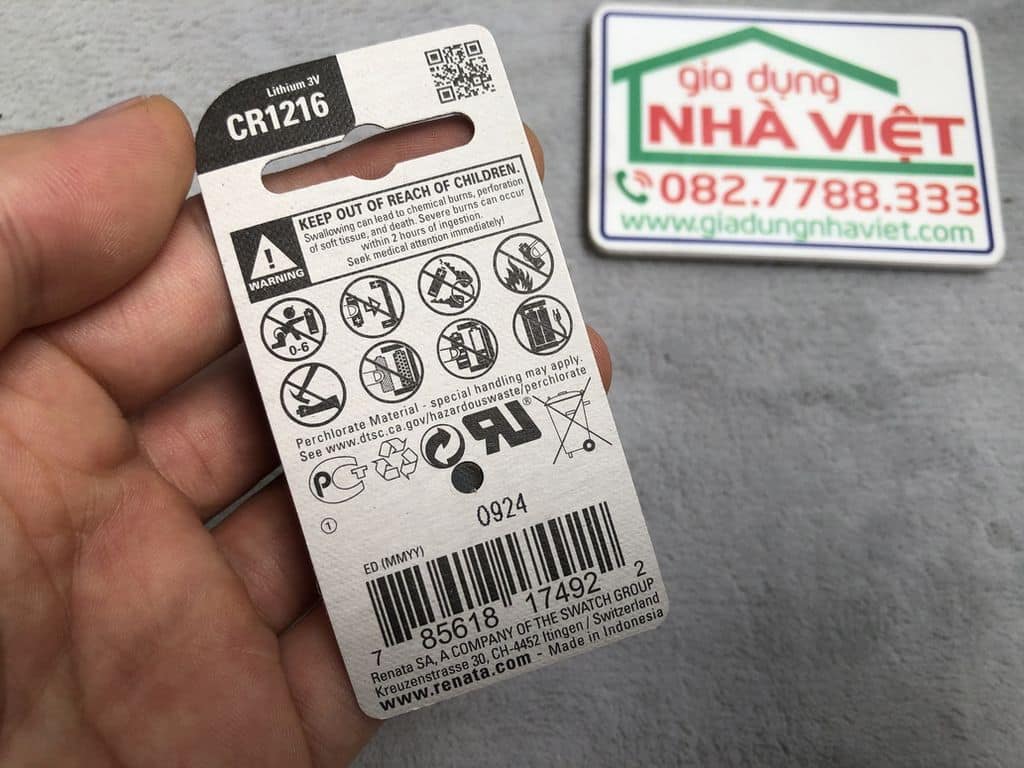 Lithium 3V
CR1216
KEEP OUT OF REACH OF CHILDREN.
Swallowing can lead to chemical burns, perforation
of soft tissue, and death. Severe burns can occur
within 2 hours of ingestion.
Seek medical attention immediately!
WARNING
0-6
Perchlorate Material - special handling may apply.
See www.dtsc.ca.gov/hazardouswaste/perchlorate
PCT
RU®
1
0924
ED (MMYY)
7 85618 17492 2
Renata SA, A COMPANY OF THE SWATCH GROUP
Kreuzenstrasse 30, CH-4452 Itingen / Switzerland
www.renata.com - Made in Indonesia
gia dụng
NHÀ VIỆT
082.7788.333
www.giadungnhaviet.com